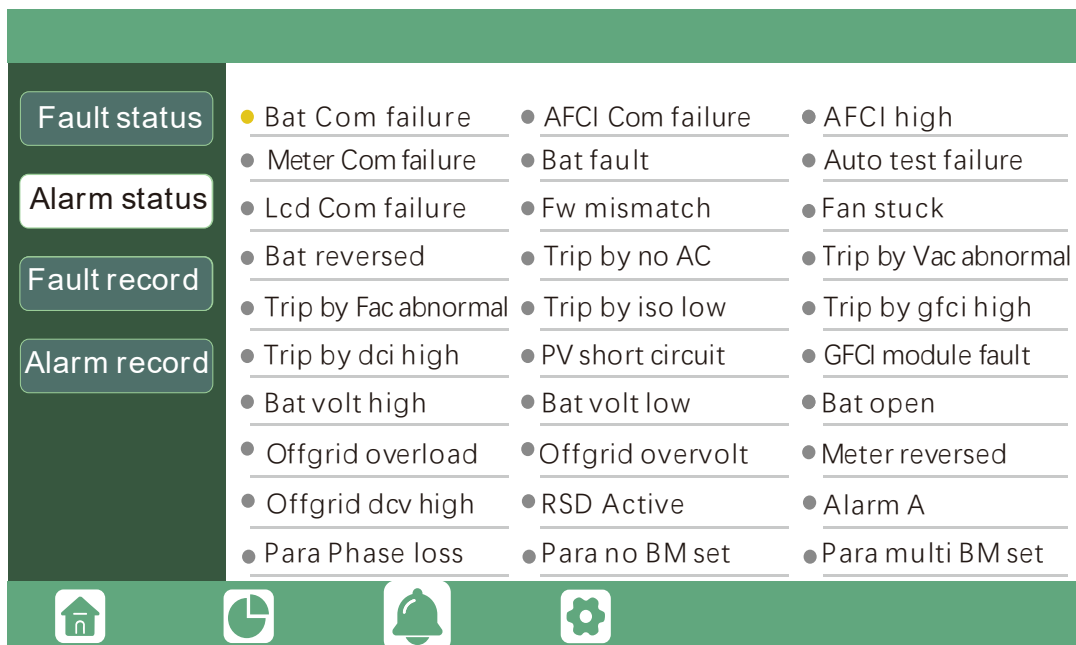 Fault status
Alarm status
Fault record
Alarm record
Bat Com failure AFCI Com failure AFCI high
Meter Com failure Bat fault Auto test failure
Lcd Com failure Fw mismatch Fan stuck
Bat reversed Trip by no AC Trip by Vac abnormal
Trip by Fac abnormal Trip by iso low Trip by gfci high
Trip by dci high PV short circuit GFCI module fault
Bat volt high Bat volt low Bat open
Offgrid overload Offgrid overvolt Meter reversed
Offgrid dcv high RSD Active Alarm A
Para Phase loss Para no BM set Para multi BM set